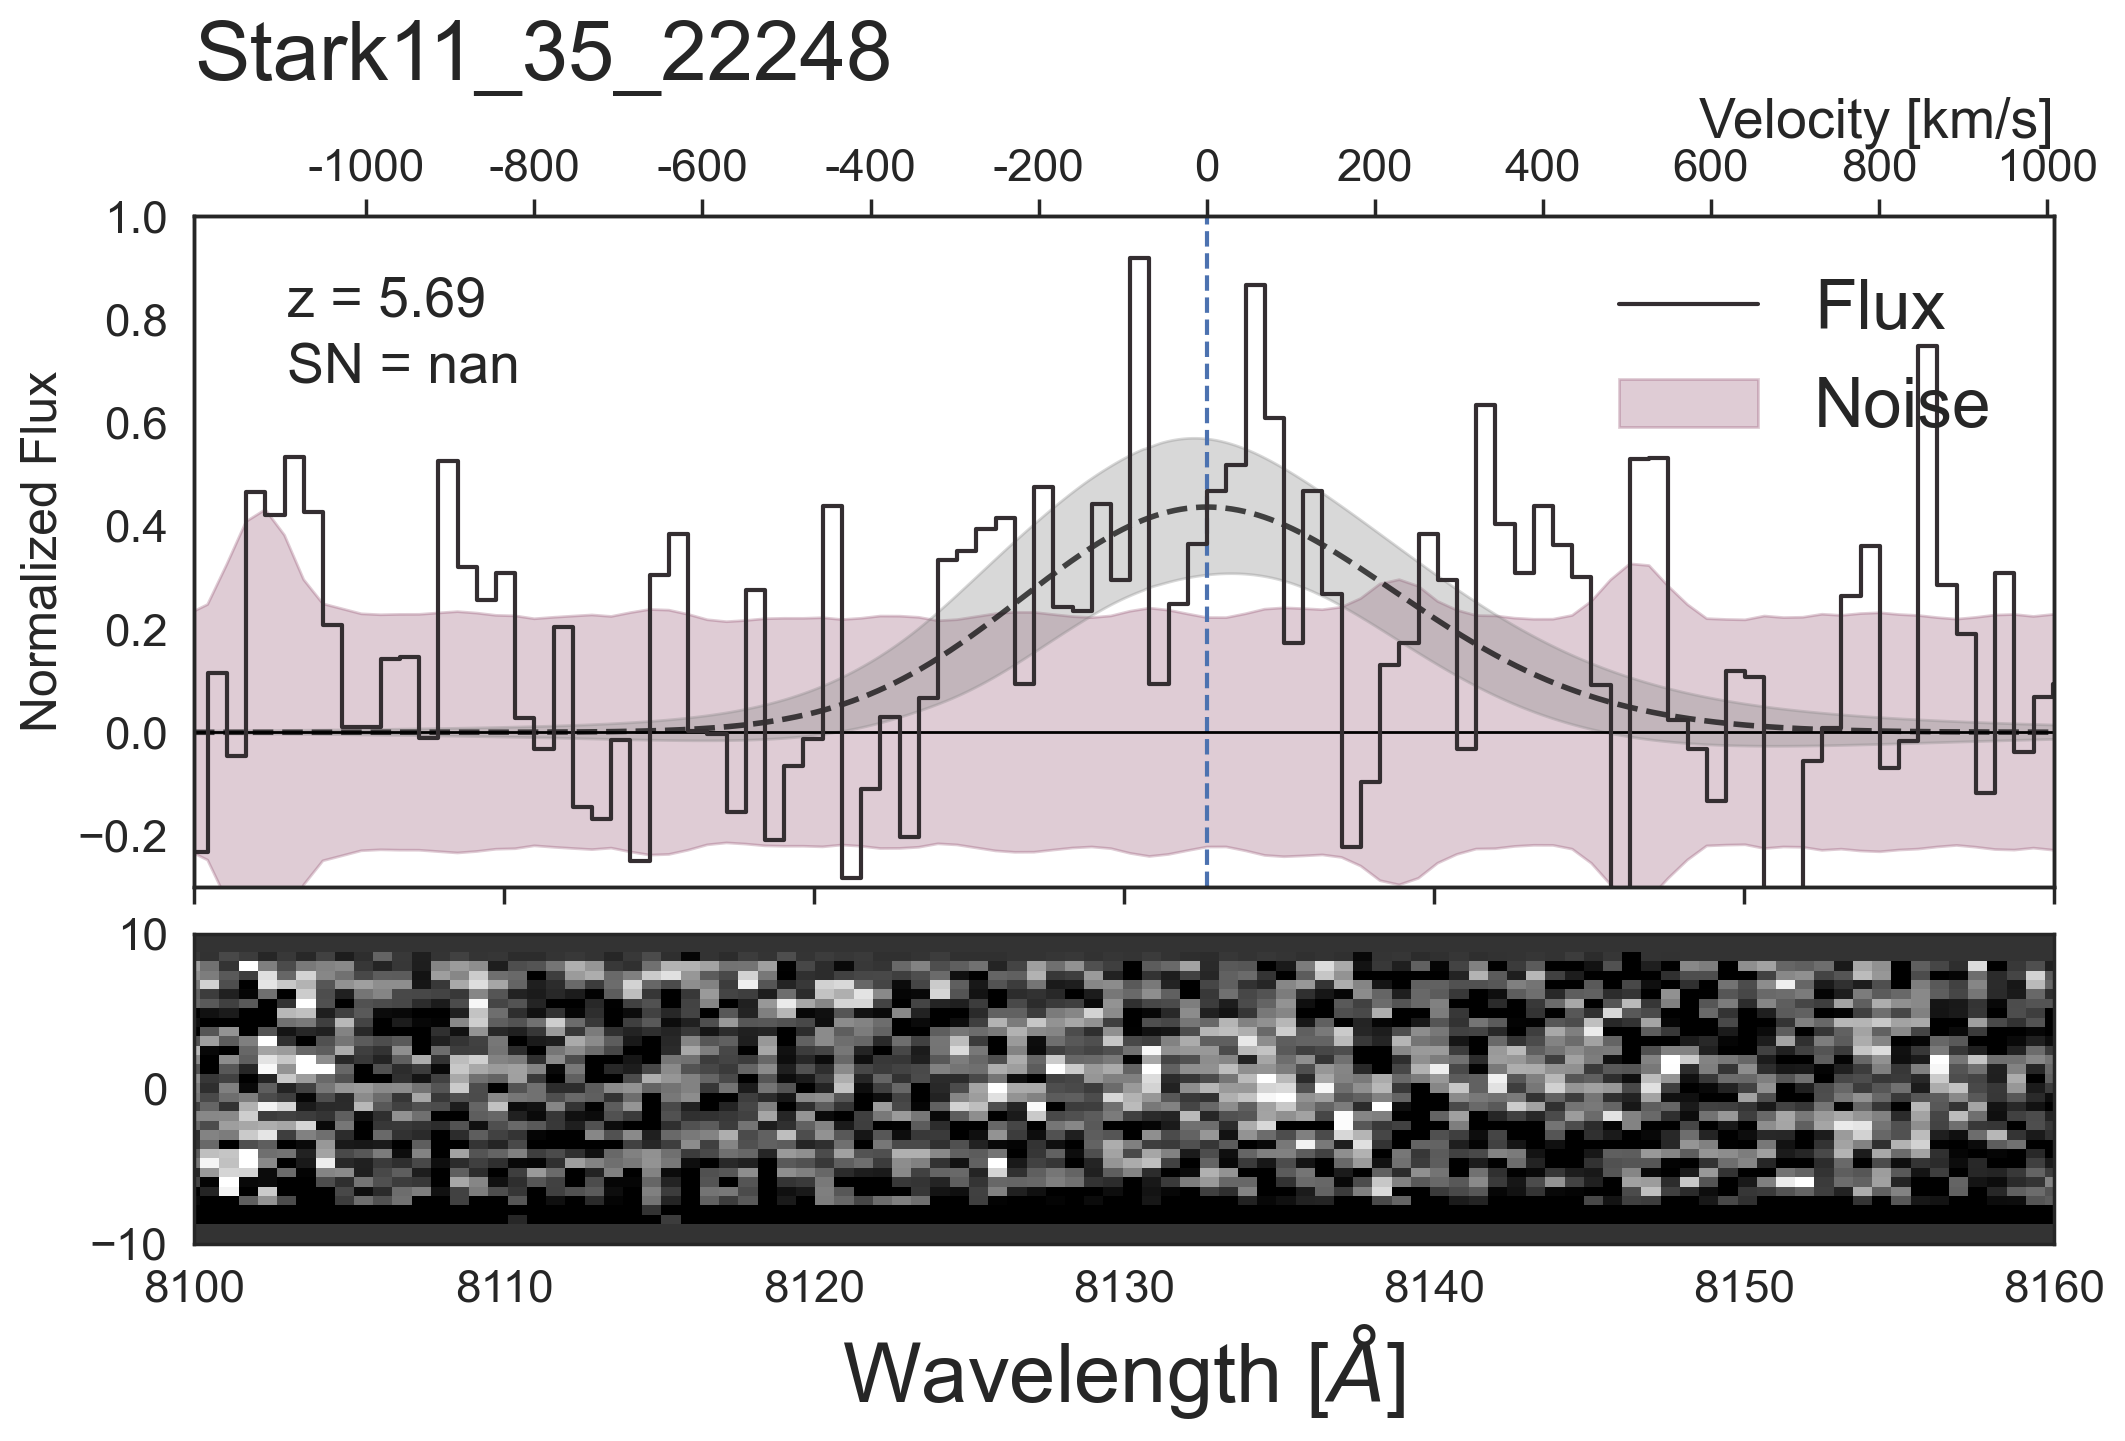 Stark11_35_22248
Velocity [km/s]
-1000 -800 -600 -400 -200 0 200 400 600 800 1000
1.0
0.8
0.6
0.4
0.2
0.0
−0.2
Normalized Flux
z = 5.69
SN = nan
Flux
Noise
10
0
−10
8100 8110 8120 8130 8140 8150 8160
Wavelength [Å]